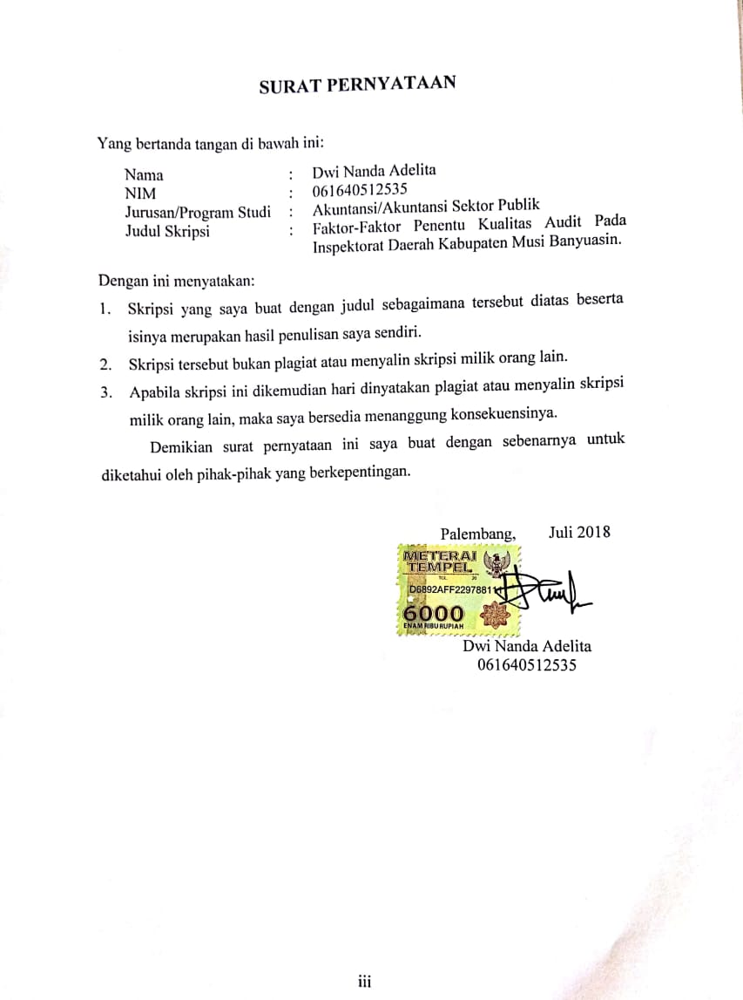 SURAT PERNYATAAN
Yang bertanda tangan di bawah ini:
Nama : Dwi Nanda Adelita
NIM : 061640512535
Jurusan/Program Studi : Akuntansi/Akuntansi Sektor Publik
Judul Skripsi : Faktor-Faktor Penentu Kualitas Audit Pada
Inspektorat Daerah Kabupaten Musi Banyuasin.
Dengan ini menyatakan:
1. Skripsi yang saya buat dengan judul sebagaimana tersebut diatas beserta
isinya merupakan hasil penulisan saya sendiri.
2. Skripsi tersebut bukan plagiat atau menyalin skripsi milik orang lain.
3. Apabila skripsi ini dikemudian hari dinyatakan plagiat atau menyalin skripsi
milik orang lain, maka saya bersedia menanggung konsekuensinya.
Demikian surat pernyataan ini saya buat dengan sebenarnya untuk
diketahui oleh pihak-pihak yang berkepentingan.
Palembang, Juli 2018
METERAI
TEMPEL
TGL. 20
D6892AFF22978811
6000
ENAM RIBU RUPIAH
Dwi Nanda Adelita
061640512535
iii